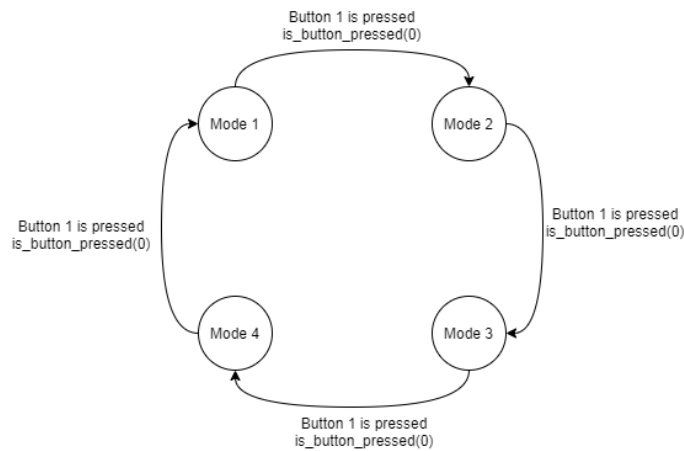 Button 1 is pressed
is_button_pressed(0)
Mode 1
Mode 2
Button 1 is pressed
is_button_pressed(0)
Button 1 is pressed
is_button_pressed(0)
Mode 4
Mode 3
Button 1 is pressed
is_button_pressed(0)